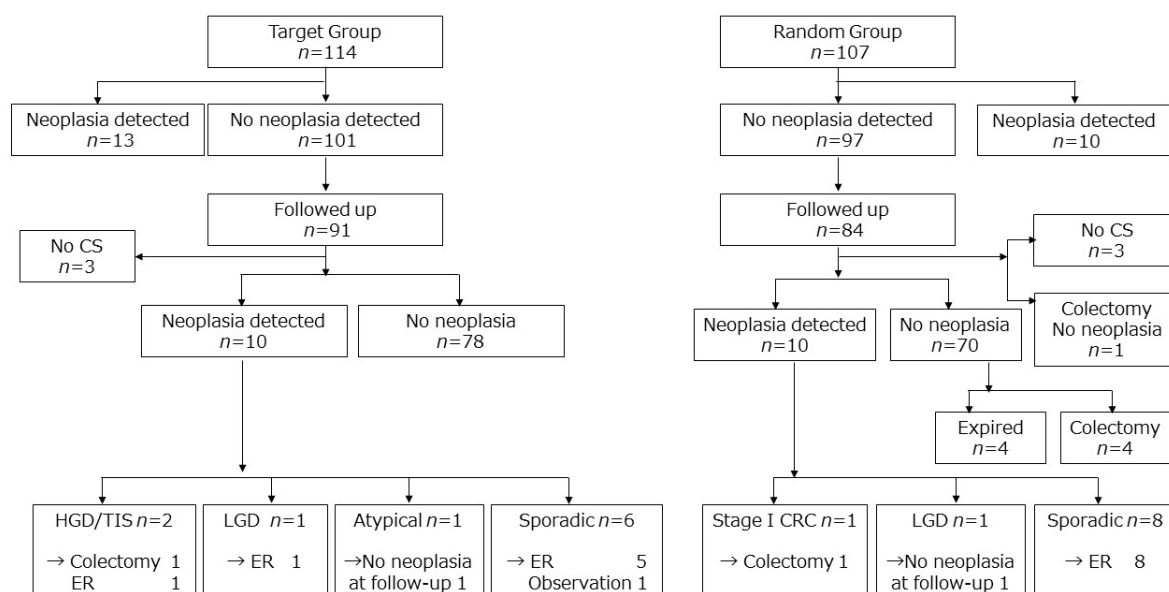 Target Group
n=114
Random Group
n=107
Neoplasia detected
n=13
No neoplasia detected
n=101
No neoplasia detected
n=97
Neoplasia detected
n=10
Followed up
n=91
Followed up
n=84
No CS
n=3
No CS
n=3
Neoplasia detected
n=10
No neoplasia
n=78
Neoplasia detected
n=10
No neoplasia
n=70
Colectomy
No neoplasia
n=1
Expired
n=4
Colectomy
n=4
HGD/TIS n=2
→ Colectomy 1
ER 1
LGD n=1
→ ER 1
Atypical n=1
→No neoplasia
at follow-up 1
Sporadic n=6
→ ER 5
Observation 1
Stage I CRC n=1
→ Colectomy 1
LGD n=1
→No neoplasia
at follow-up 1
Sporadic n=8
→ ER 8